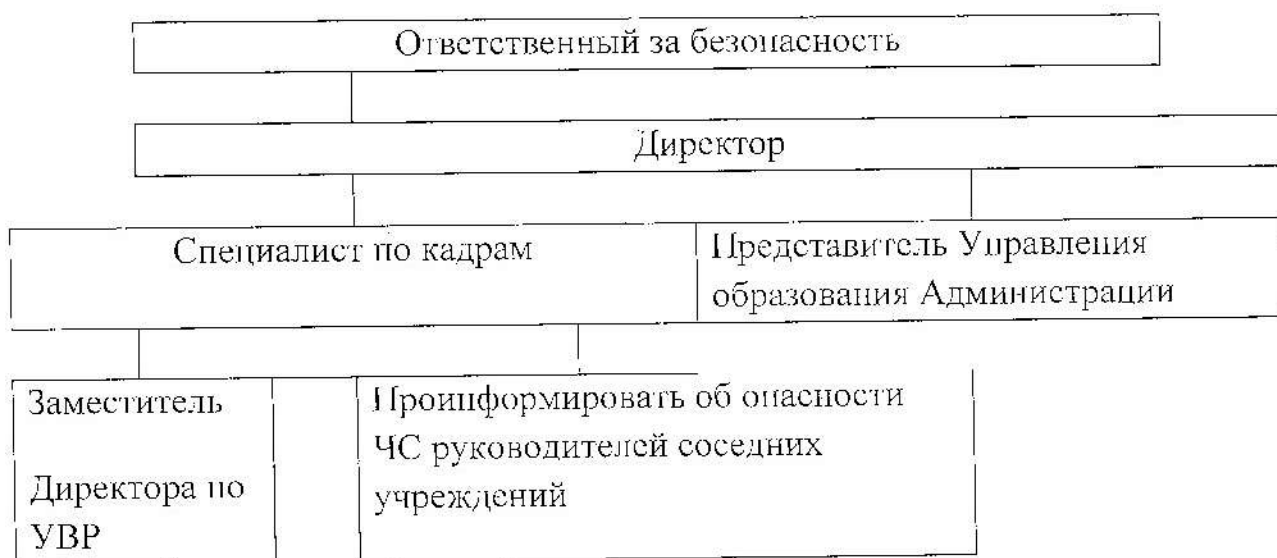 Ответственный за безопасность
Директор
Специалист по кадрам
Представитель Управления
образования Администрации
Заместитель
Директора по
УВР
Проинформировать об опасности
ЧС руководителей соседних
учреждений